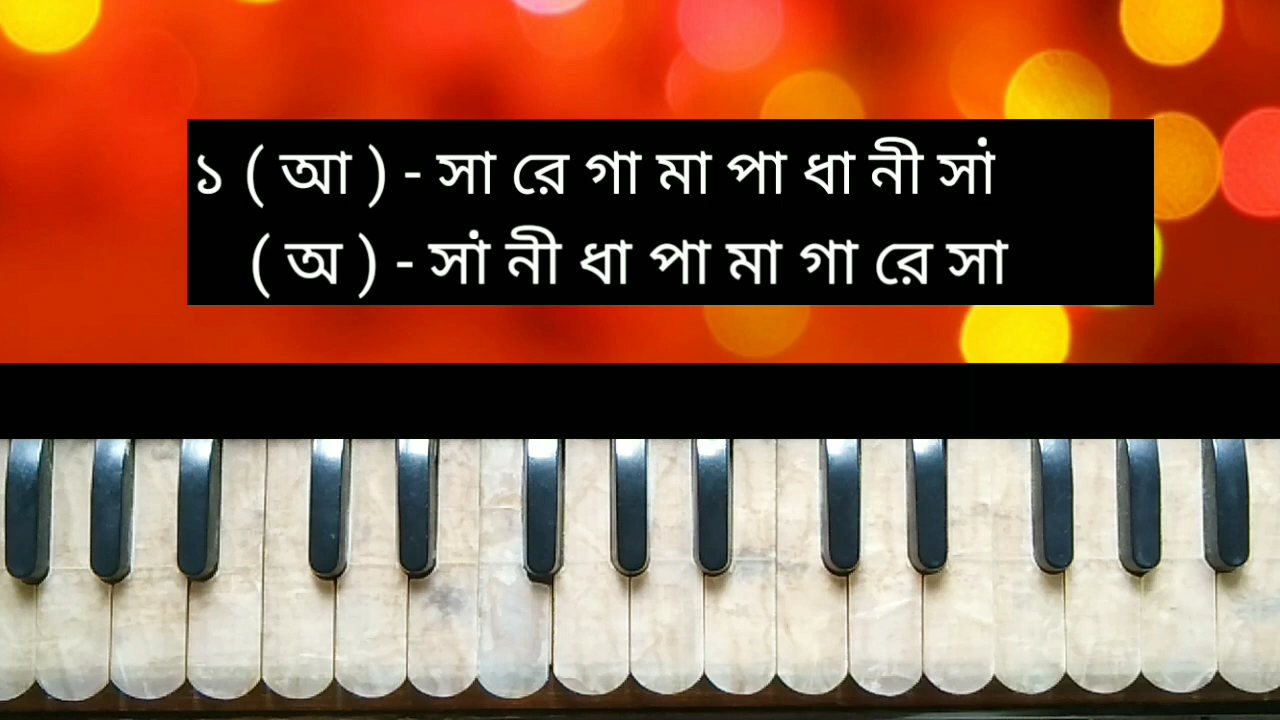 ১ ( আ ) - সা রে গা মা পা ধা নী সাং
( অ ) - সাং নী ধা পা মা গা রে সা